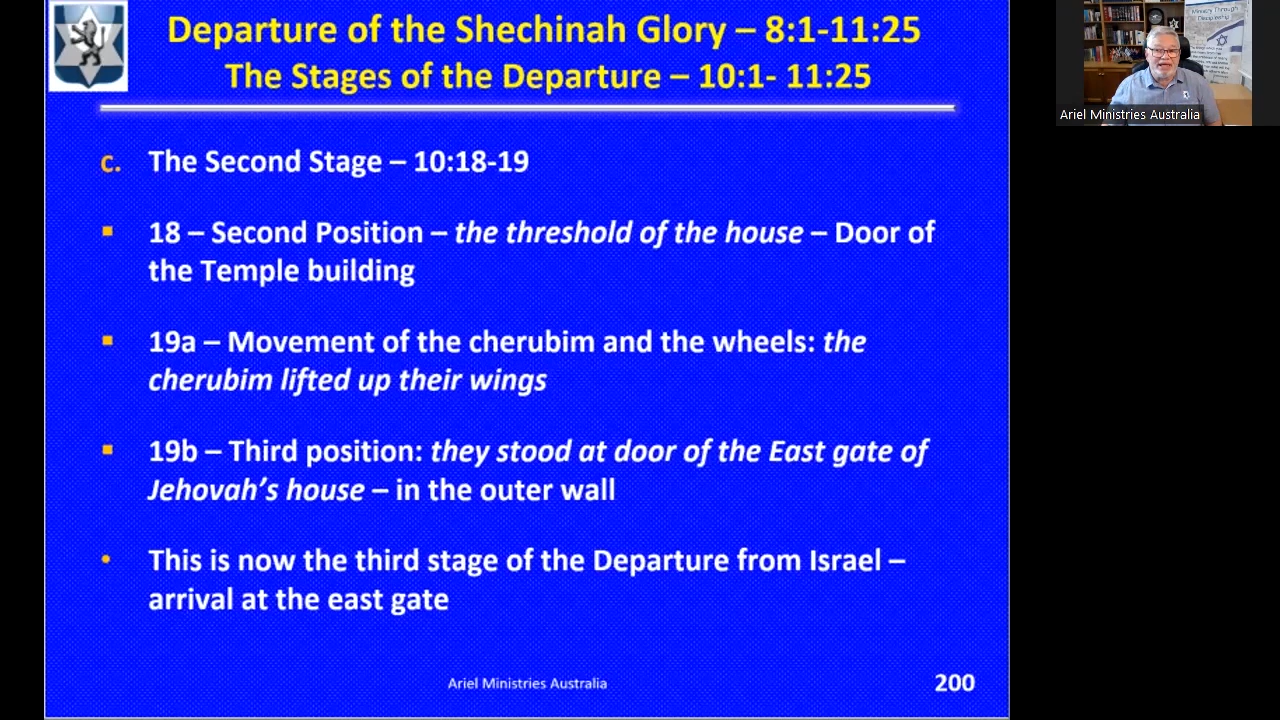 Departure of the Shechinah Glory – 8:1-11:25
The Stages of the Departure – 10:1- 11:25
c. The Second Stage – 10:18-19
▪ 18 – Second Position – the threshold of the house – Door of
the Temple building
▪ 19a – Movement of the cherubim and the wheels: the
cherubim lifted up their wings
▪ 19b – Third position: they stood at door of the East gate of
Jehovah's house – in the outer wall
• This is now the third stage of the Departure from Israel –
arrival at the east gate
Ariel Ministries Australia
200
Ministry Through
Discipleship
Ariel Ministries Australia